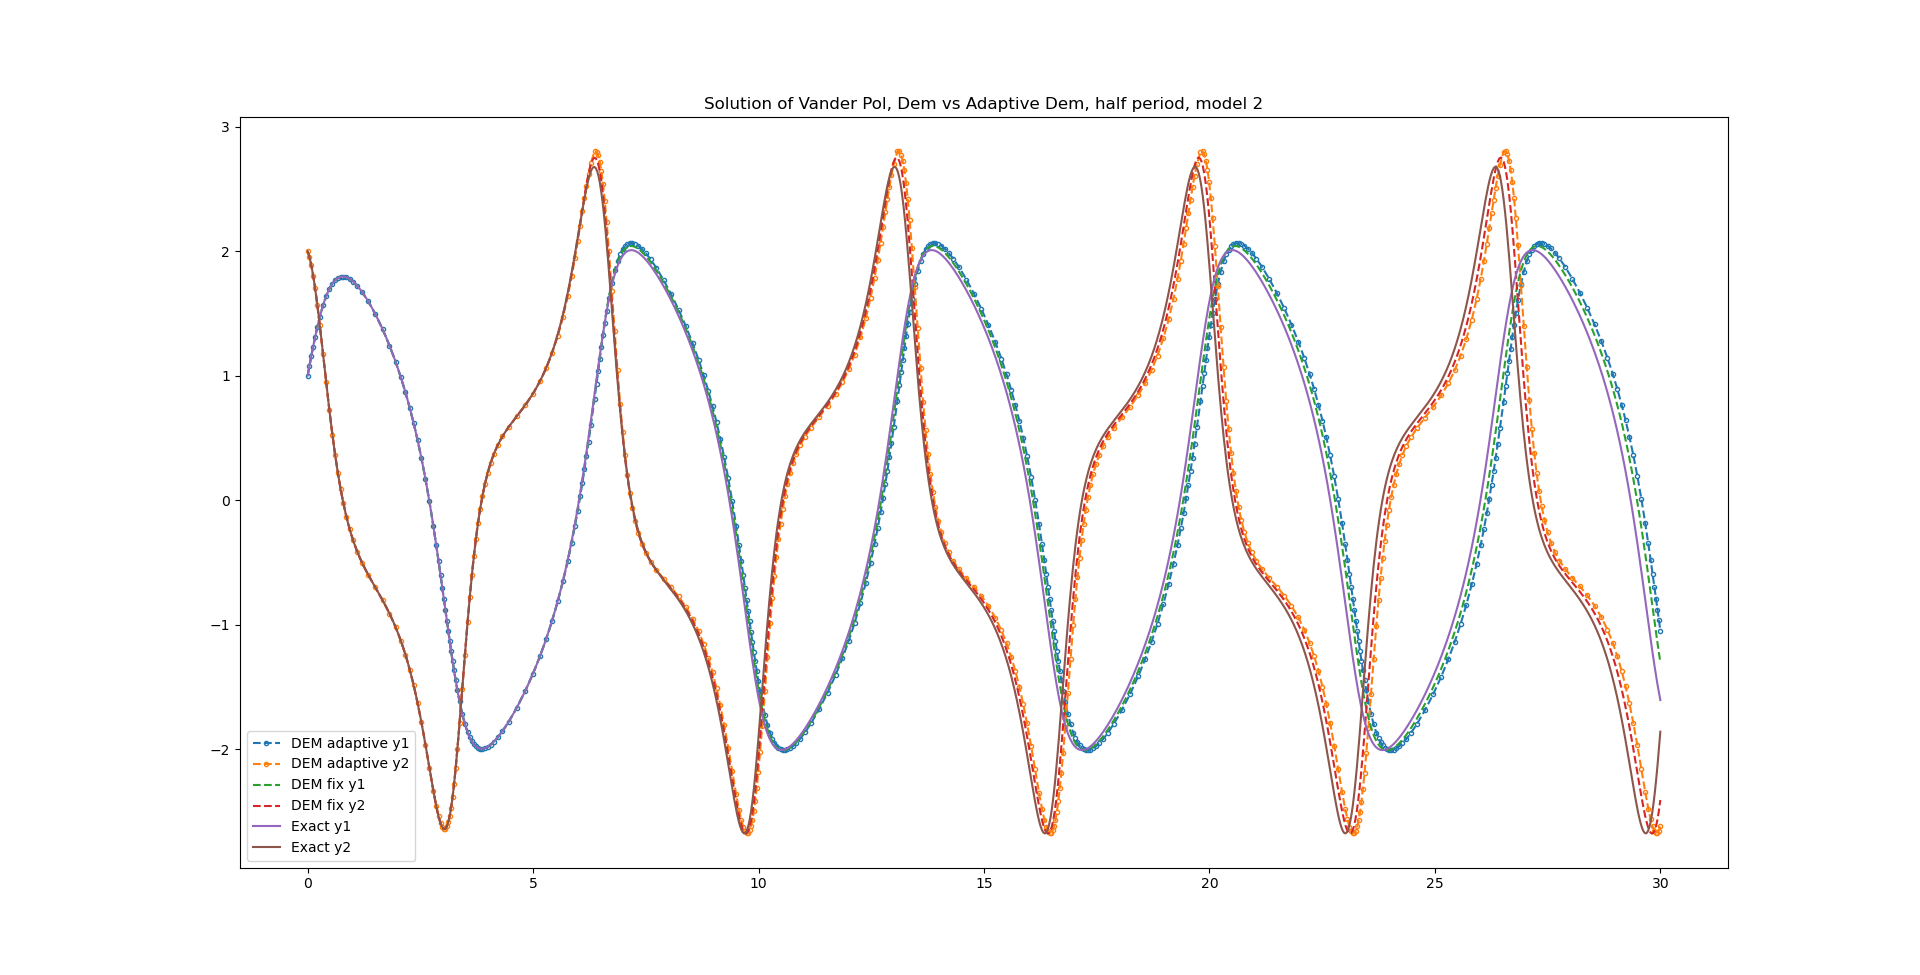 Solution of Vander Pol, Dem vs Adaptive Dem, half period, model 2
3
2
1
0
−1
−2
DEM adaptive y1
DEM adaptive y2
DEM fix y1
DEM fix y2
Exact y1
Exact y2
0 5 10 15 20 25 30